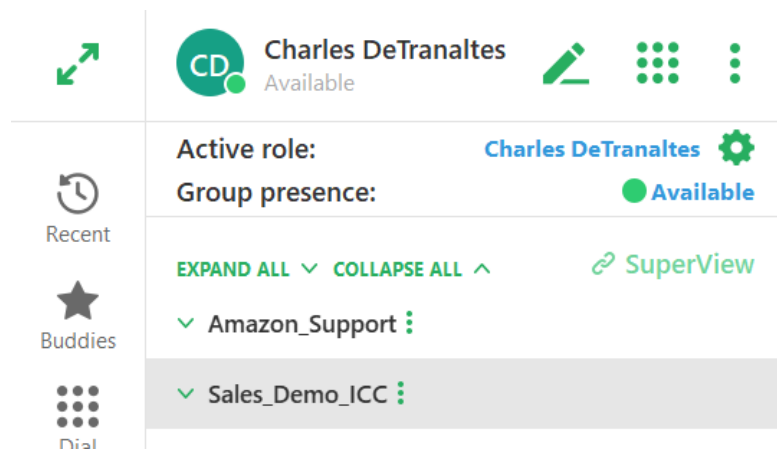 CD
Charles DeTranaltes
Available
Active role: Charles DeTranaltes
Group presence: Available
Recent
EXPAND ALL COLLAPSE ALL SuperView
Amazon_Support
Buddies
Sales_Demo_ICC
Dial